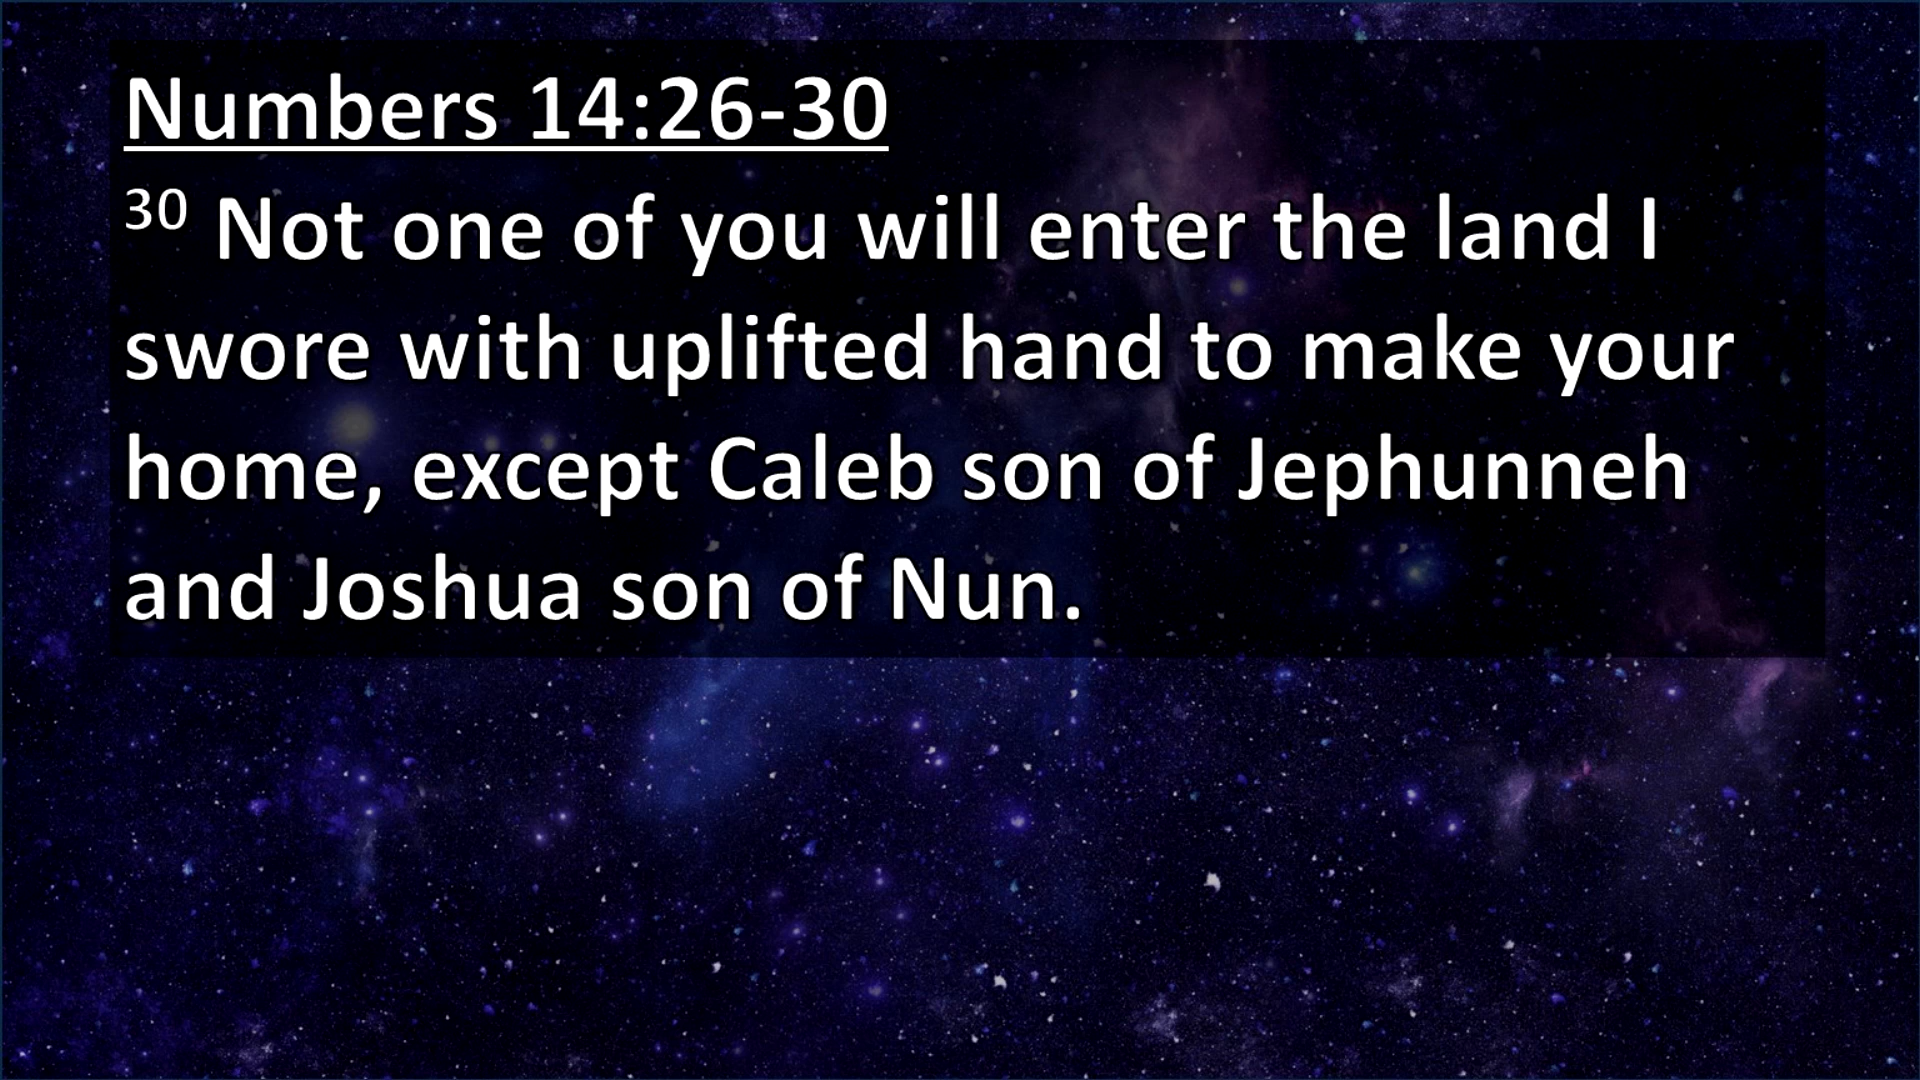 Numbers 14:26-30
30 Not one of you will enter the land I
swore with uplifted hand to make your
home, except Caleb son of Jephunneh
and Joshua son of Nun.